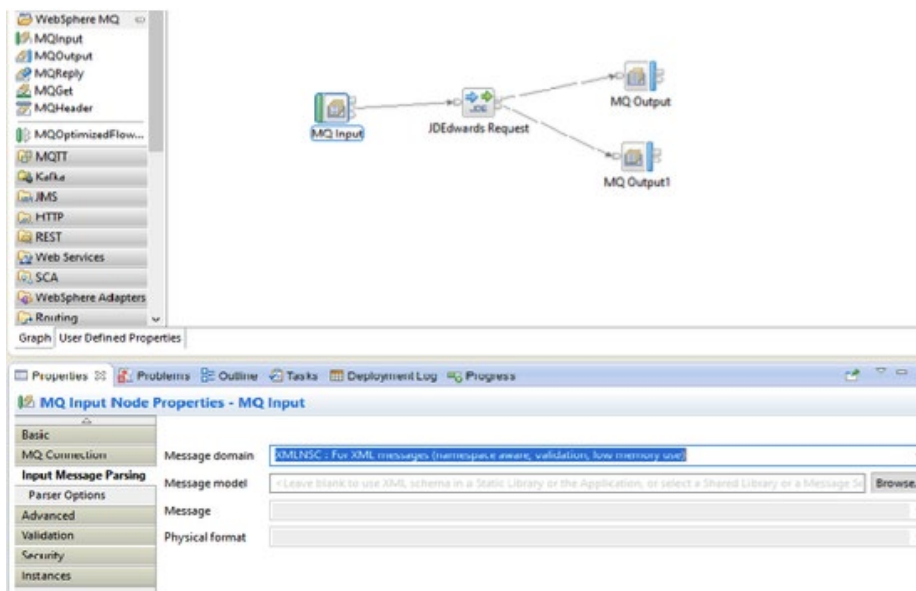 WebSphere MQ
MQInput
MQOutput
MQReply
MQGet
MQHeader
MQOptimizedFlow...
MQTT
Kafka
JMS
HTTP
REST
Web Services
SCA
WebSphere Adapters
Routing
MQ Input
JDE
JDEdwards Request
MQ Output
MQ Output1
Graph User Defined Properties
Properties Problems Outline Tasks Deployment Log Progress
MQ Input Node Properties - MQ Input
Basic
MQ Connection
Input Message Parsing
Parser Options
Advanced
Validation
Security
Instances
Message domain XMLNSC : For XML messages (namespace aware, validation, low memory use)
Message model <Leave blank to use XML schema in a Static Library or the Application, or select a Shared Library or a Message Se Browse.
Message
Physical format